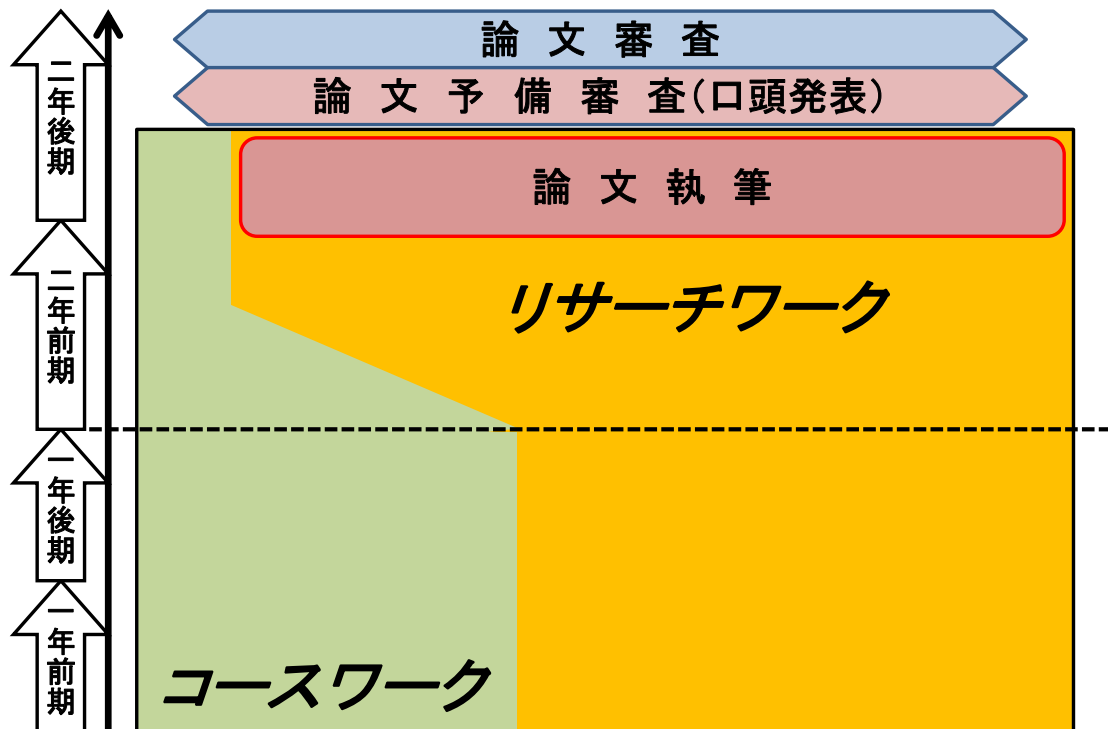 論文審査
論文予備審査(口頭発表)
論文執筆
リサーチワーク
コースワーク
二年後期
二年前期
一年後期
一年前期